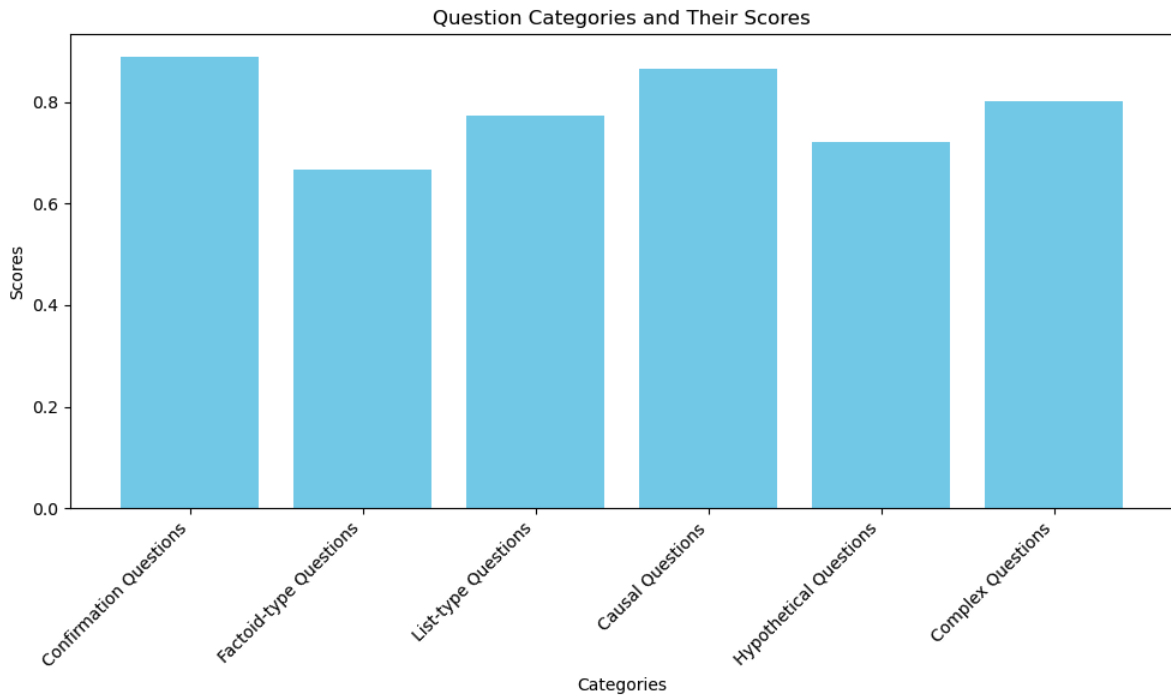 Question Categories and Their Scores
Scores
0.8
0.6
0.4
0.2
0.0
Confirmation Questions
Factoid-type Questions
List-type Questions
Causal Questions
Hypothetical Questions
Complex Questions
Categories